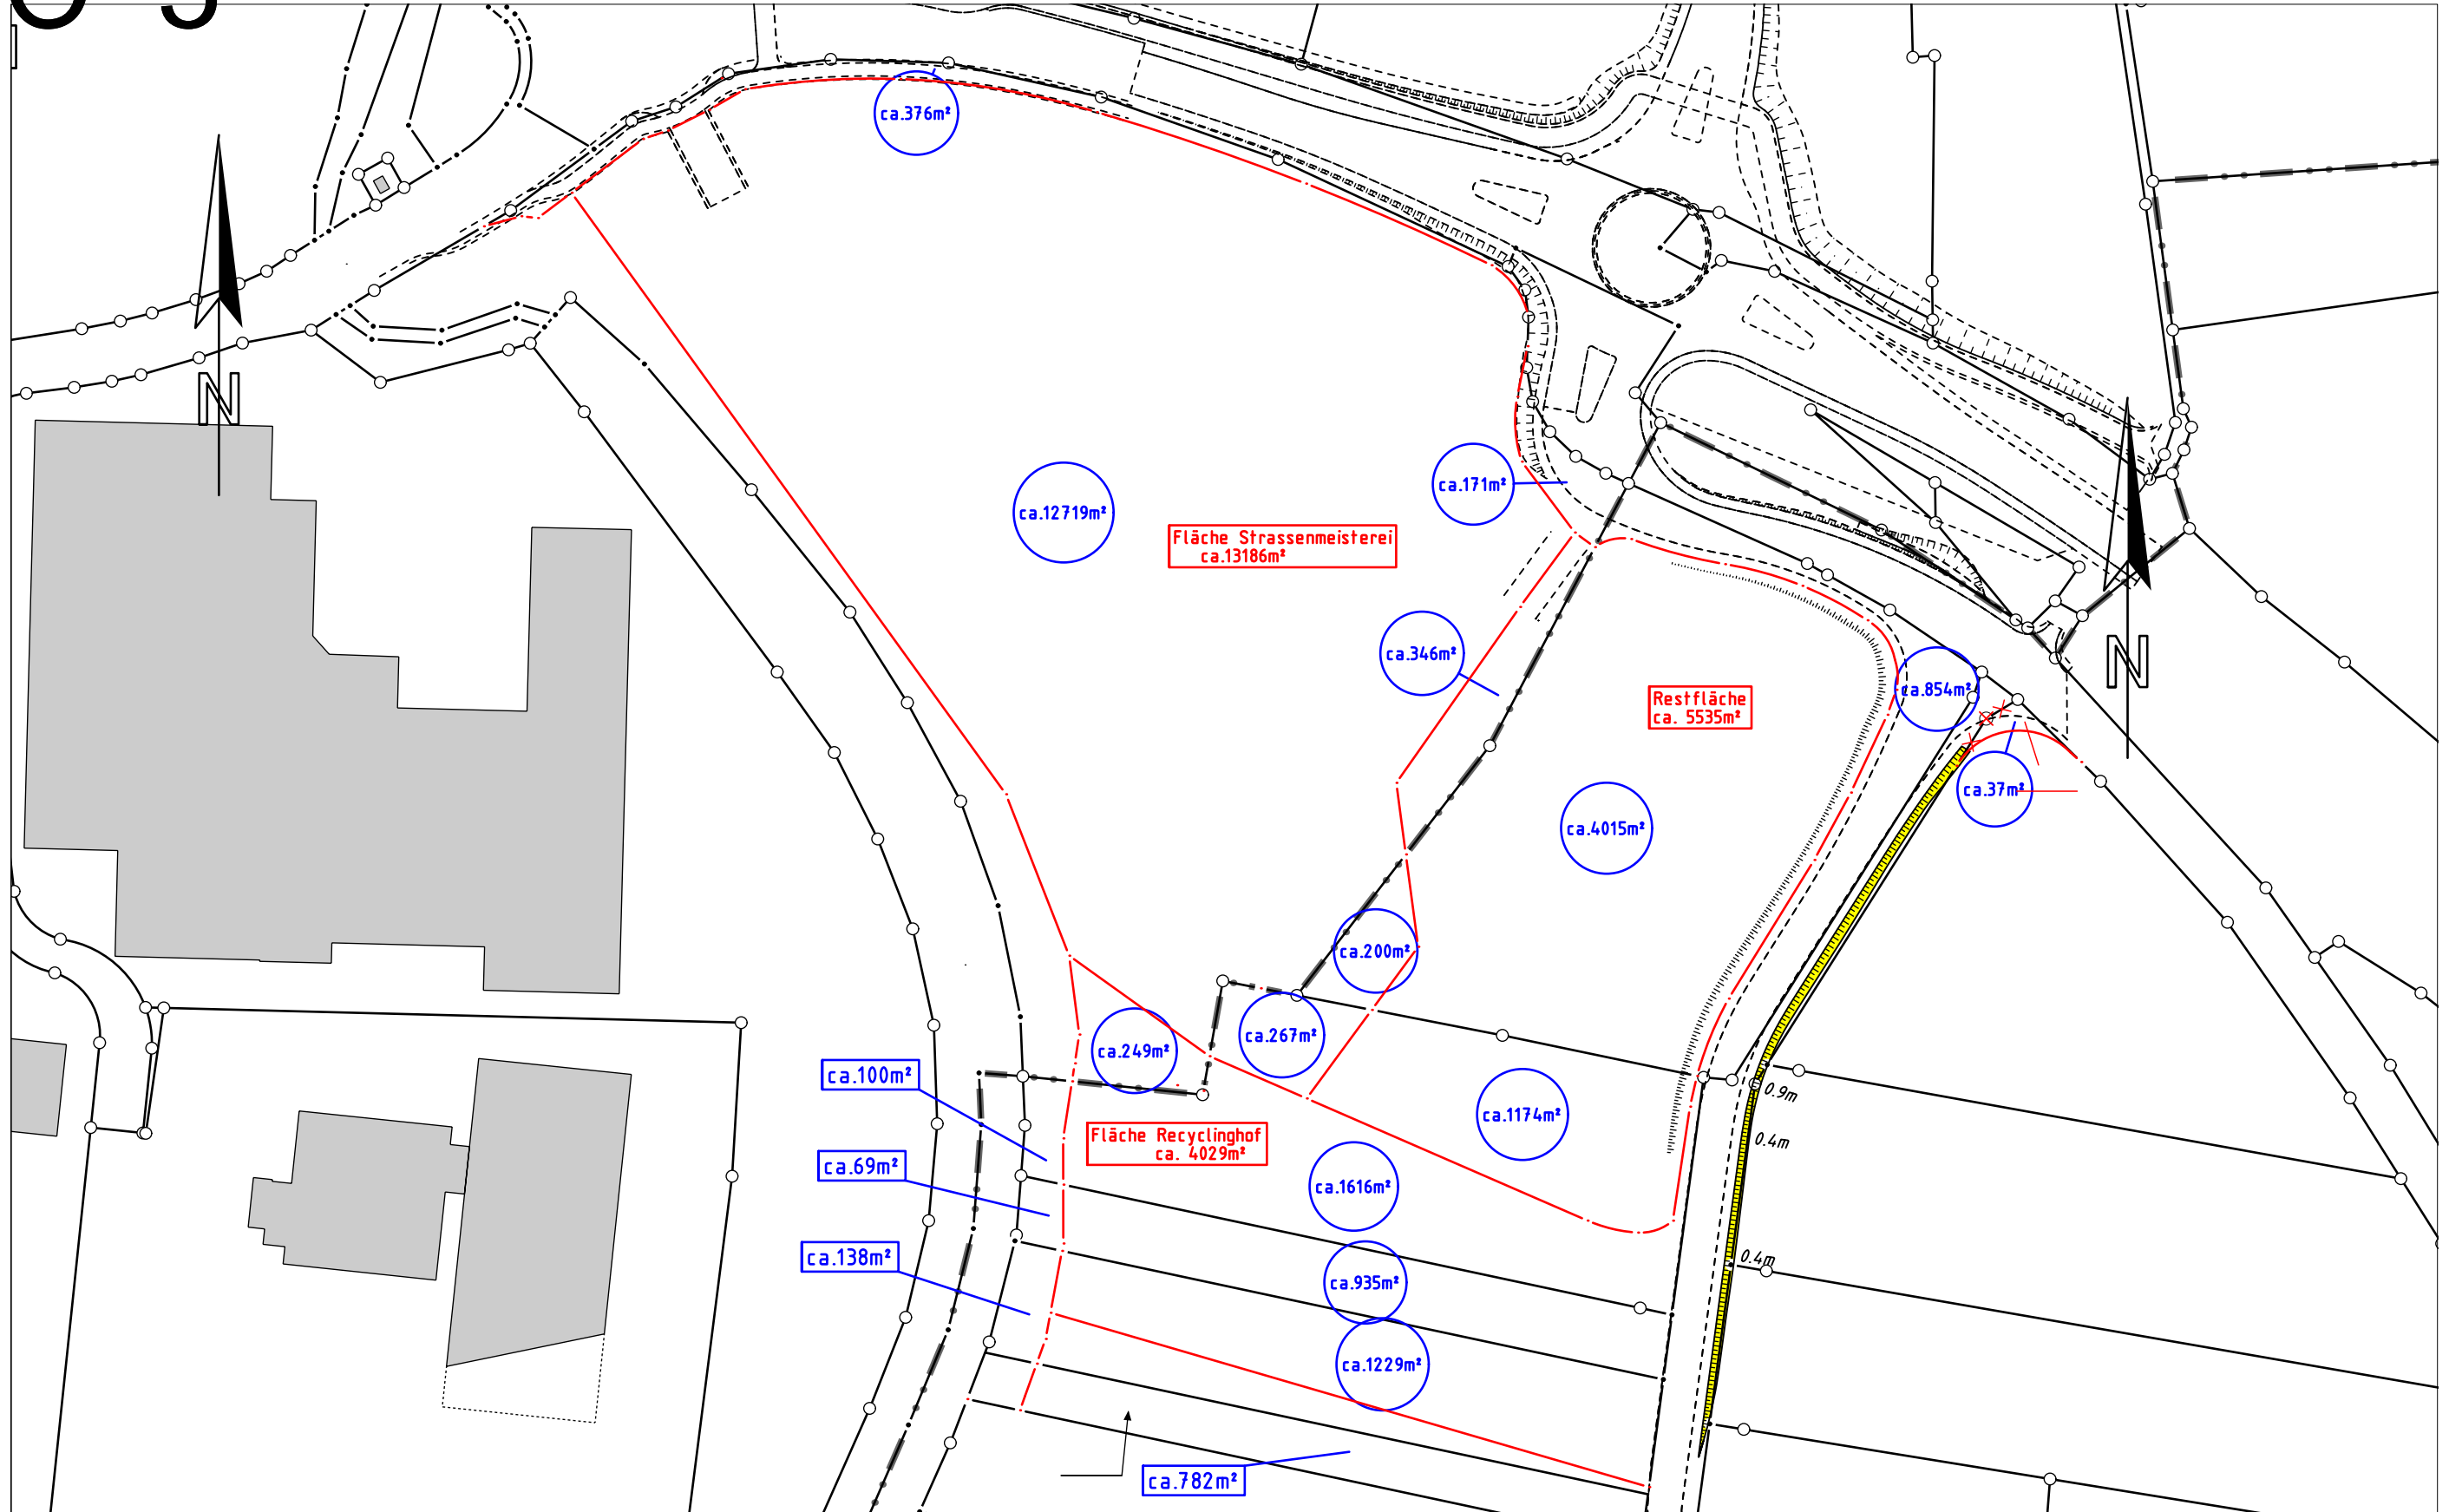 ca.376m²
N
ca.12719m²
ca.171m²
Fläche Strassenmeisterei
ca.13186m²
ca.346m²
N
Restfläche
ca. 5535m²
ca.854m²
ca.37m²
ca.4015m²
ca.200m²
ca.267m²
ca.249m²
ca.100m²
0.9m
ca.1174m²
0.4m
Fläche Recyclinghof
ca. 4029m²
ca.69m²
ca.1616m²
ca.138m²
0.4m
ca.935m²
ca.1229m²
ca.782m²